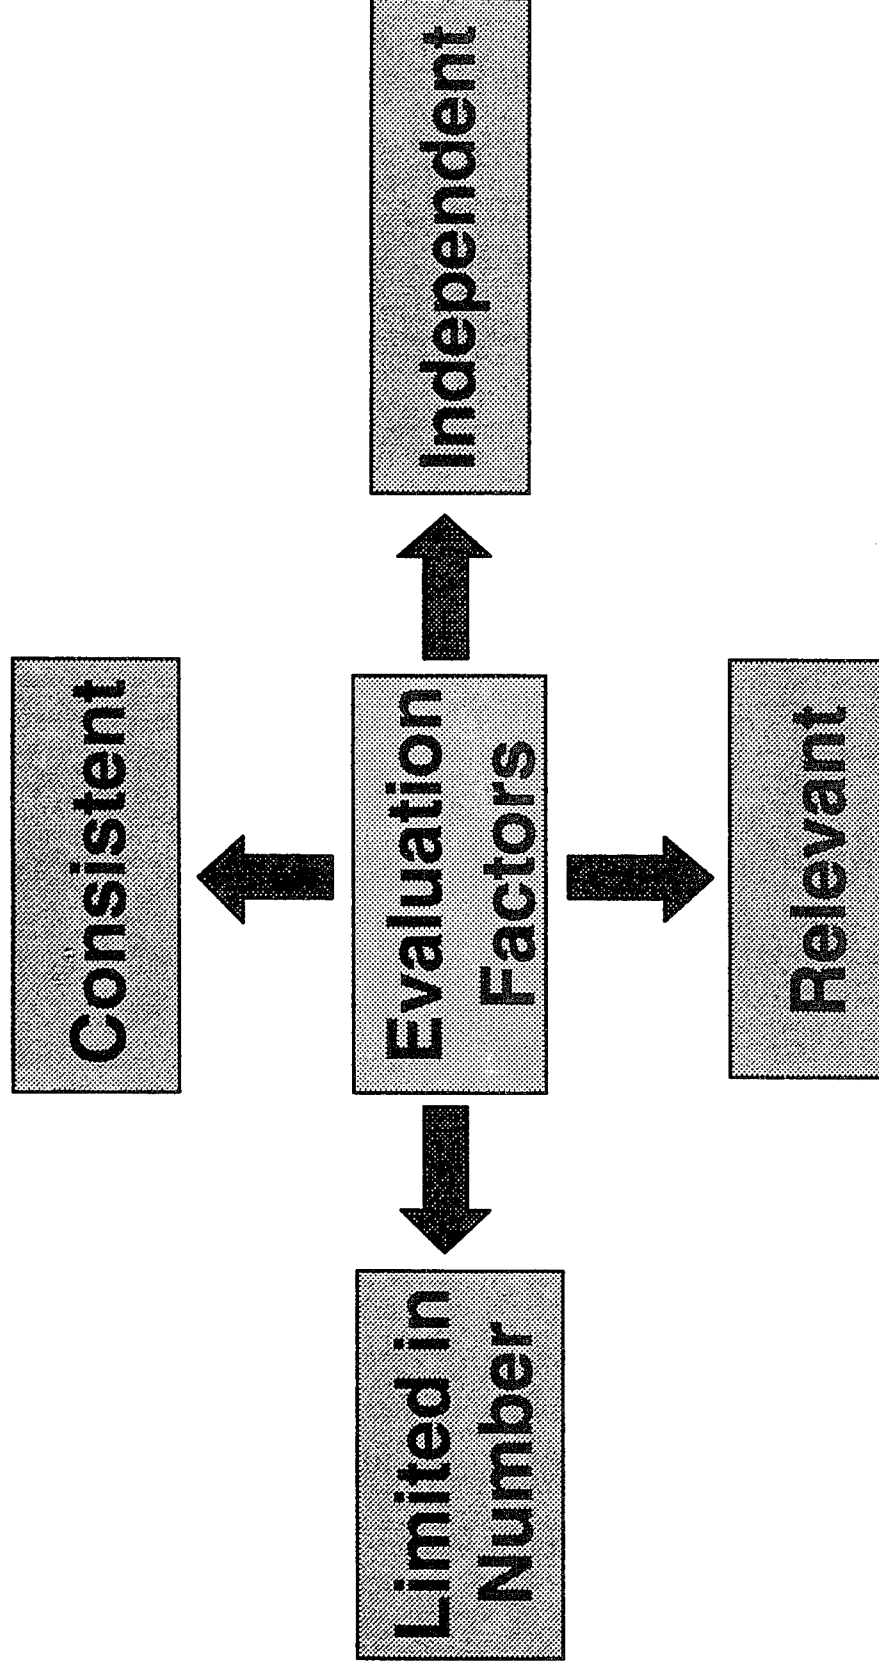 Consistent
Limited in
Number
Evaluation
Factors
Independent
Relevant